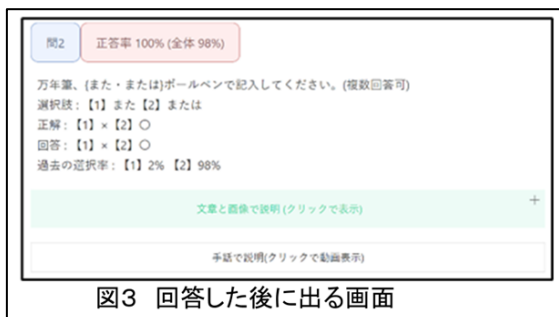 問2
正答率 100% (全体 98%)
万年筆、{また・または}ボールペンで記入してください。(複数回答可)
選択肢:【1】また【2】または
正解:【1】×【2】〇
回答:【1】×【2】〇
過去の選択率:【1】2% 【2】98%
文章と画像で説明 (クリックで表示)
+
手話で説明(クリックで動画表示)
図3 回答した後に出る画面